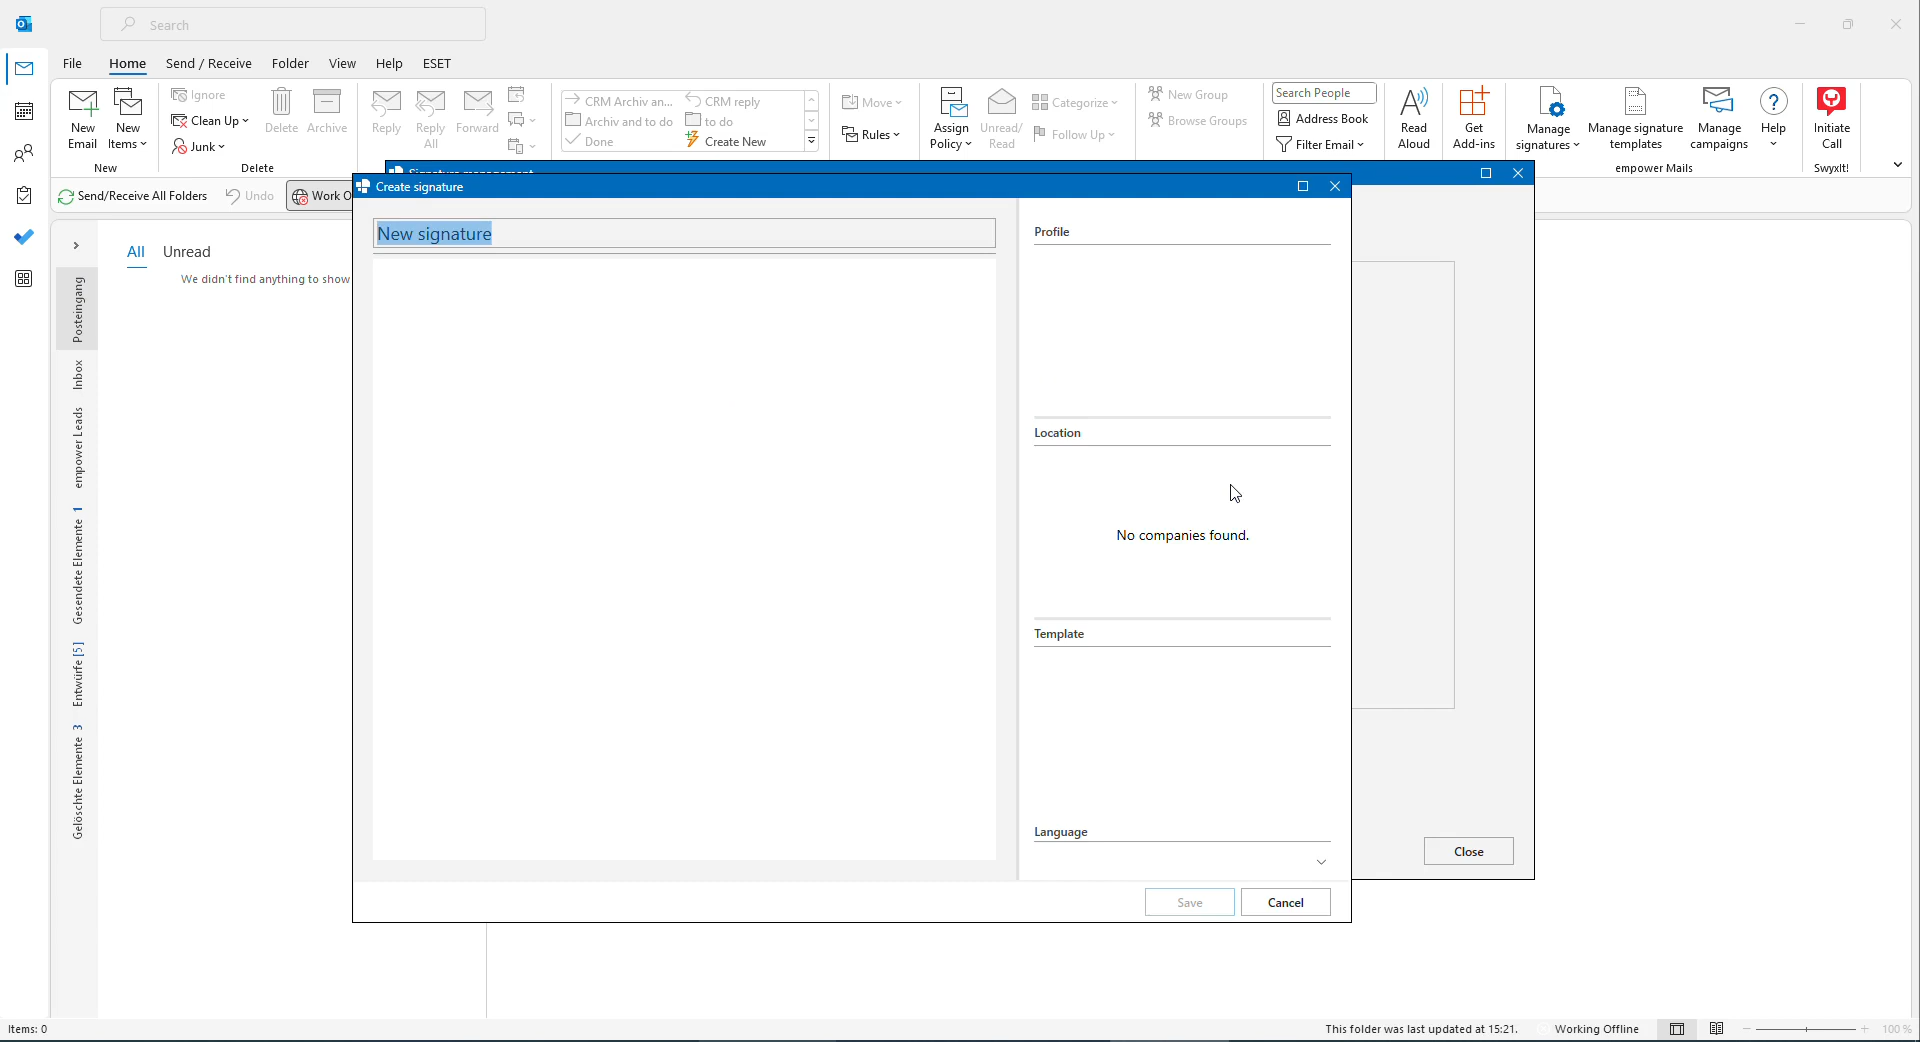 Search
File Home Send / Receive Folder View Help ESET
New Email
New Items
New
Ignore
Clean Up
Junk
Delete
Archive
Delete
Reply
Reply All
Forward
CRM Archiv an...
Archiv and to do
Done
CRM reply
to do
Create New
Move
Rules
Assign Policy
Unread/ Read
Categorize
Follow Up
New Group
Browse Groups
Search People
Address Book
Filter Email
Read Aloud
Get Add-ins
Manage signatures
Manage signature templates
Manage campaigns
Help
empower Mails
Initiate Call
SwyxIt!
Send/Receive All Folders
Undo
Work O
Signature management
Create signature
New signature
All Unread
We didn't find anything to show
Posteingang
Inbox
empower Leads
Gesendete Elemente 1
Entwürfe [5]
Gelöschte Elemente 3
Profile
Location
No companies found.
Template
Language
Save
Cancel
Close
Items: 0
This folder was last updated at 15:21.
Working Offline
100 %